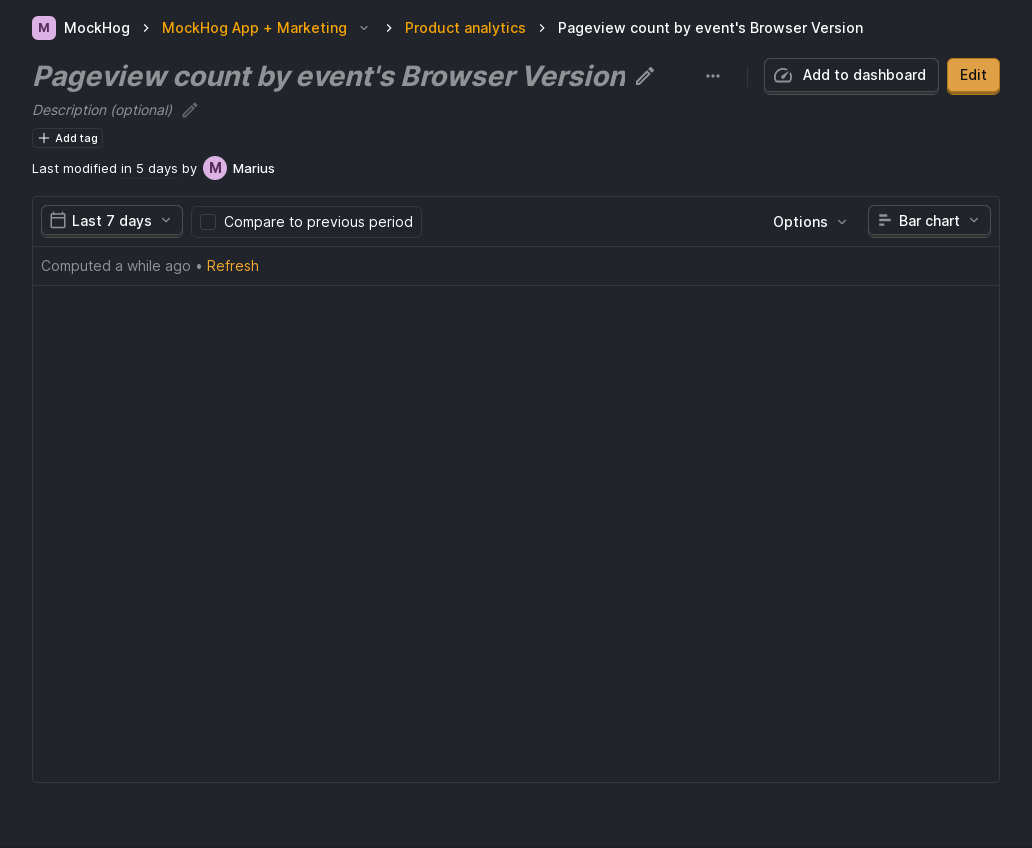 M MockHog MockHog App + Marketing Product analytics Pageview count by event's Browser Version
Pageview count by event's Browser Version
Add to dashboard
Edit
Description (optional)
Add tag
Last modified in 5 days by M Marius
Last 7 days
Compare to previous period
Options
Bar chart
Computed a while ago • Refresh